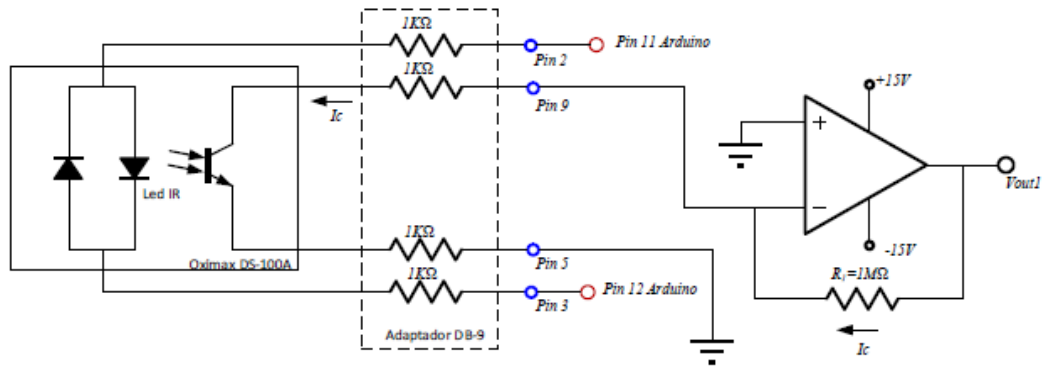 1KΩ
Pin 2
Pin 11 Arduino
1KΩ
Pin 9
Ic
+15V
+
Led IR
Vout1
−
-15V
1KΩ
Pin 5
Oximax DS-100A
R₁=1MΩ
1KΩ
Pin 3
Pin 12 Arduino
Adaptador DB-9
Ic